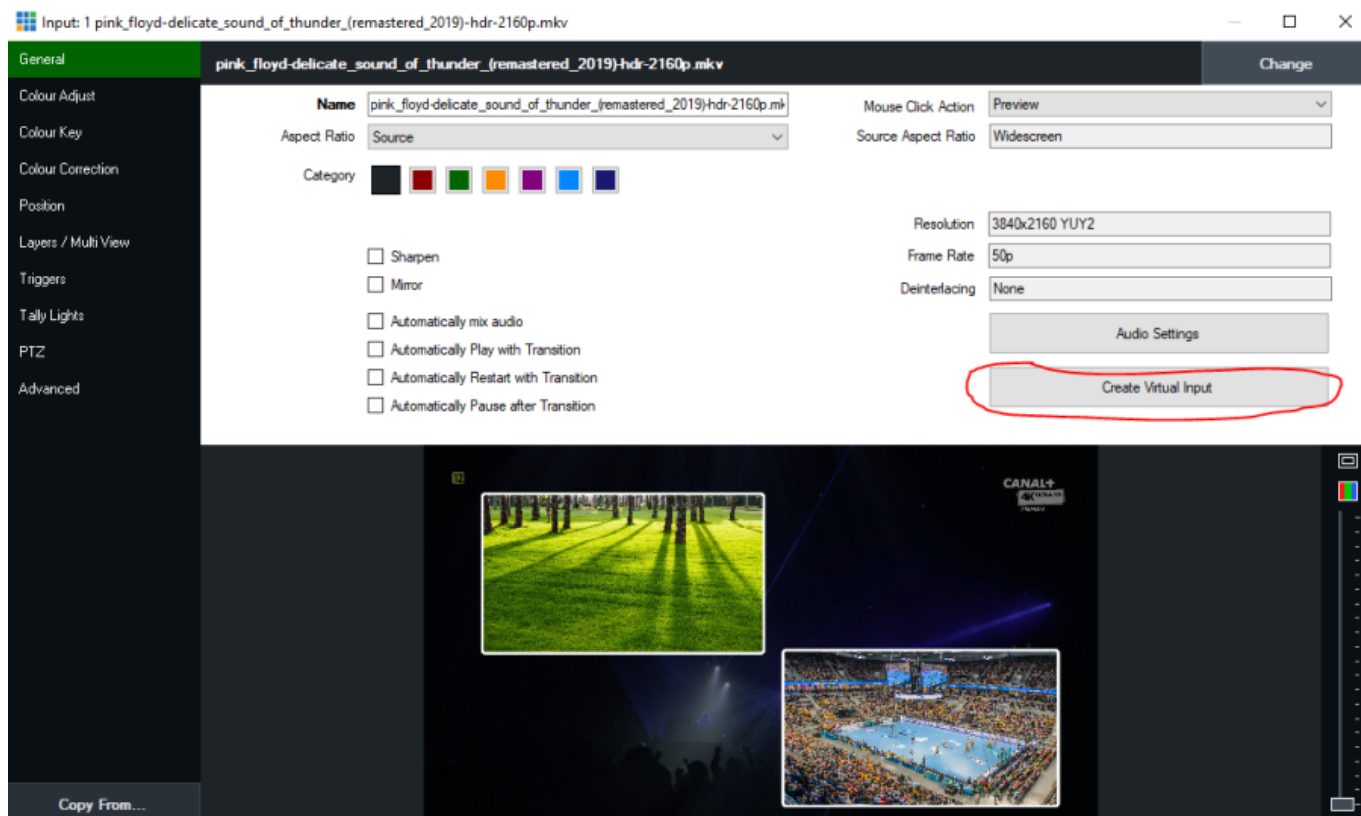 Input: 1 pink_floyd-delicate_sound_of_thunder_(remastered_2019)-hdr-2160p.mkv
General
pink_floyd-delicate_sound_of_thunder_(remastered_2019)-hdr-2160p.mkv
Change
Colour Adjust
Colour Key
Colour Correction
Position
Layers / Multi View
Triggers
Tally Lights
PTZ
Advanced
Copy From...
Name pink_floyd-delicate_sound_of_thunder_(remastered_2019)-hdr-2160p.mk
Aspect Ratio Source
Category
Sharpen
Mirror
Automatically mix audio
Automatically Play with Transition
Automatically Restart with Transition
Automatically Pause after Transition
Mouse Click Action Preview
Source Aspect Ratio Widescreen
Resolution 3840x2160 YUY2
Frame Rate 50p
Deinterlacing None
Audio Settings
Create Virtual Input
CANAL+
4K